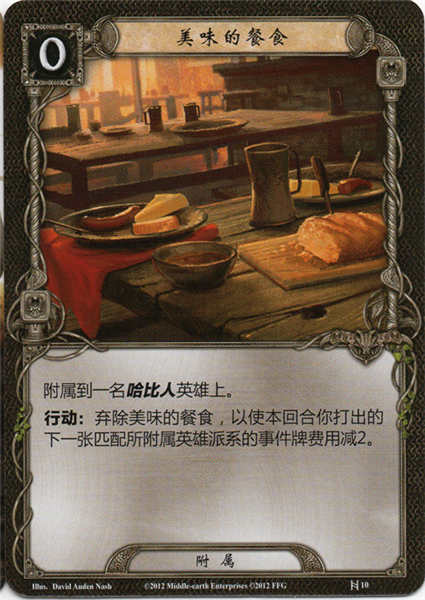 0
美味的餐食
附属到一名哈比人英雄上。
行动：弃除美味的餐食，以使本回合你打出的
下一张匹配所附属英雄派系的事件牌费用减2。
附属
Illus. David Auden Nash ©2012 Middle-earth Enterprises ©2012 FFG 10